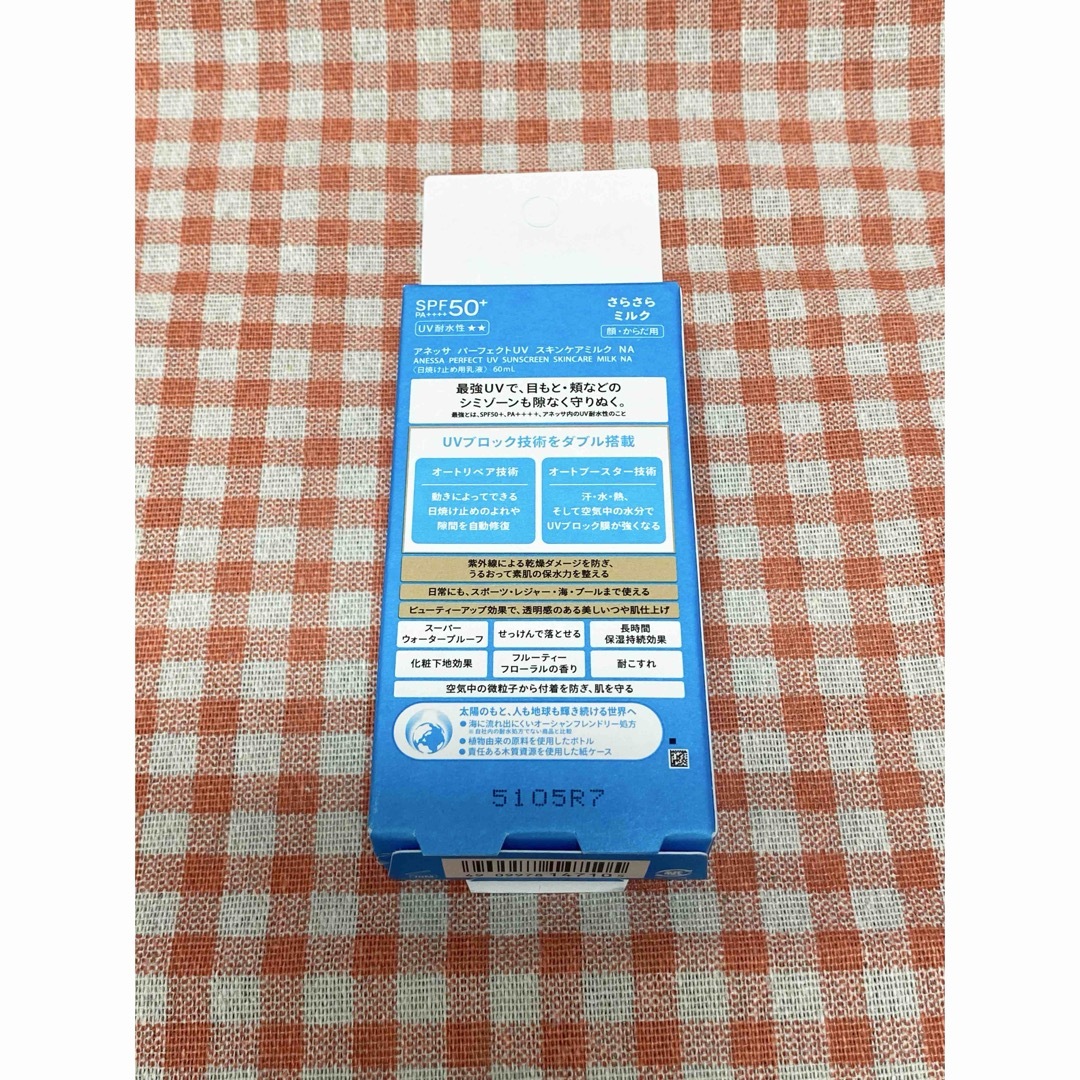 SPF50+
PA++++
UV耐水性★★
さらさら
ミルク
顔・からだ用
アネッサ パーフェクトUV スキンケアミルク NA
ANESSA PERFECT UV SUNSCREEN SKINCARE MILK NA
〈日焼け止め用乳液〉 60mL
最強UVで、目もと・頬などの
シミゾーンも隙なく守りぬく。
最強とは、SPF50+、PA++++、アネッサ内のUV耐水性のこと
UVブロック技術をダブル搭載
オートリペア技術
動きによってできる
日焼け止めのよれや
隙間を自動修復
オートブースター技術
汗・水・熱、
そして空気中の水分で
UVブロック膜が強くなる
紫外線による乾燥ダメージを防ぎ、
うるおって素肌の保水力を整える
日常にも、スポーツ・レジャー・海・プールまで使える
ビューティーアップ効果で、透明感のある美しいつや肌仕上げ
スーパー
ウォータープルーフ
せっけんで落とせる
長時間
保湿持続効果
化粧下地効果
フルーティー
フローラルの香り
耐こすれ
空気中の微粒子から付着を防ぎ、肌を守る
太陽のもと、人も地球も輝き続ける世界へ
● 海に流れ出にくいオーシャンフレンドリー処方
※自社内の耐水処方でない商品と比較
● 植物由来の原料を使用したボトル
● 責任ある木質資源を使用した紙ケース
5105R7